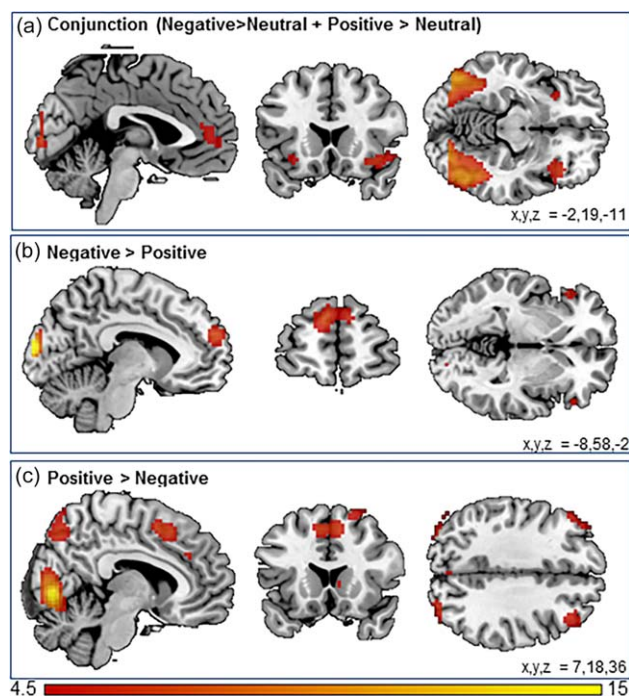 (a) Conjunction (Negative>Neutral + Positive > Neutral)
x,y,z = -2,19,-11
(b) Negative > Positive
x,y,z = -8,58,-2
(c) Positive > Negative
x,y,z = 7,18,36
4.5 15